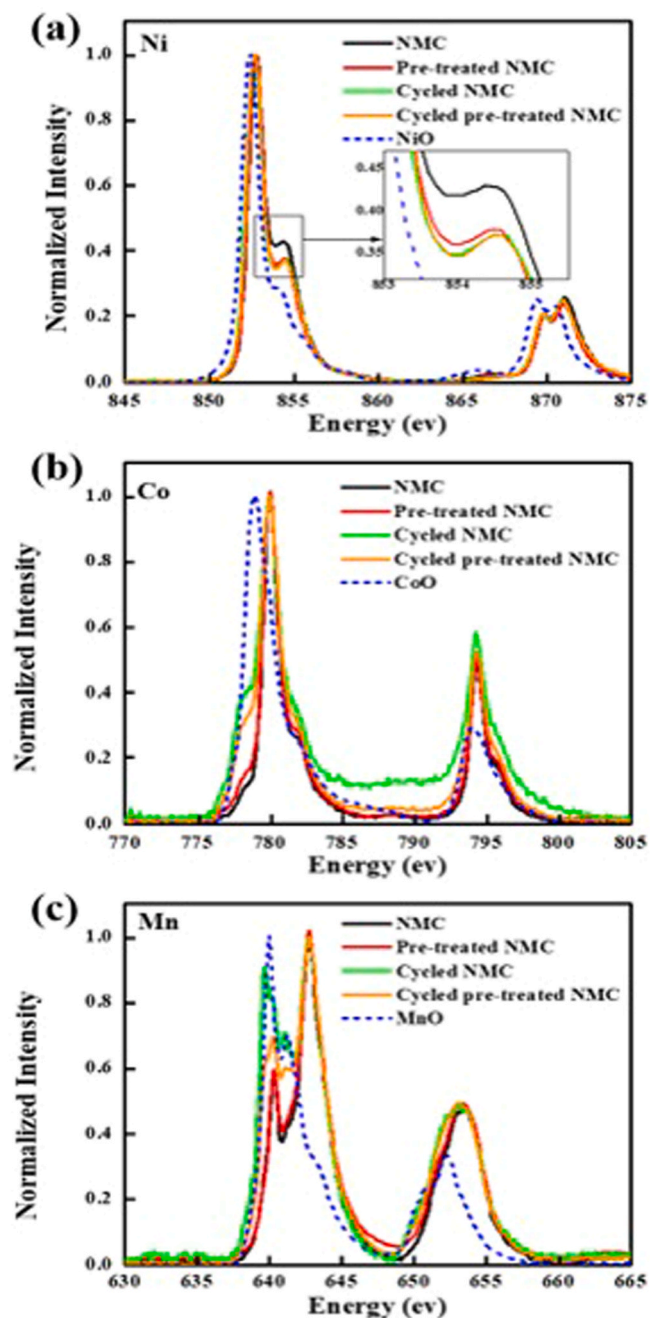 (a)
Ni
NMC
Pre-treated NMC
Cycled NMC
Cycled pre-treated NMC
NiO
1.0
0.8
0.6
0.4
0.2
0.0
Normalized Intensity
0.45
0.40
0.35
853 854 855
845 850 855 860 865 870 875
Energy (ev)
(b)
Co
NMC
Pre-treated NMC
Cycled NMC
Cycled pre-treated NMC
CoO
1.0
0.8
0.6
0.4
0.2
0.0
Normalized Intensity
770 775 780 785 790 795 800 805
Energy (ev)
(c)
Mn
NMC
Pre-treated NMC
Cycled NMC
Cycled pre-treated NMC
MnO
1.0
0.8
0.6
0.4
0.2
0.0
Normalized Intensity
630 635 640 645 650 655 660 665
Energy (ev)